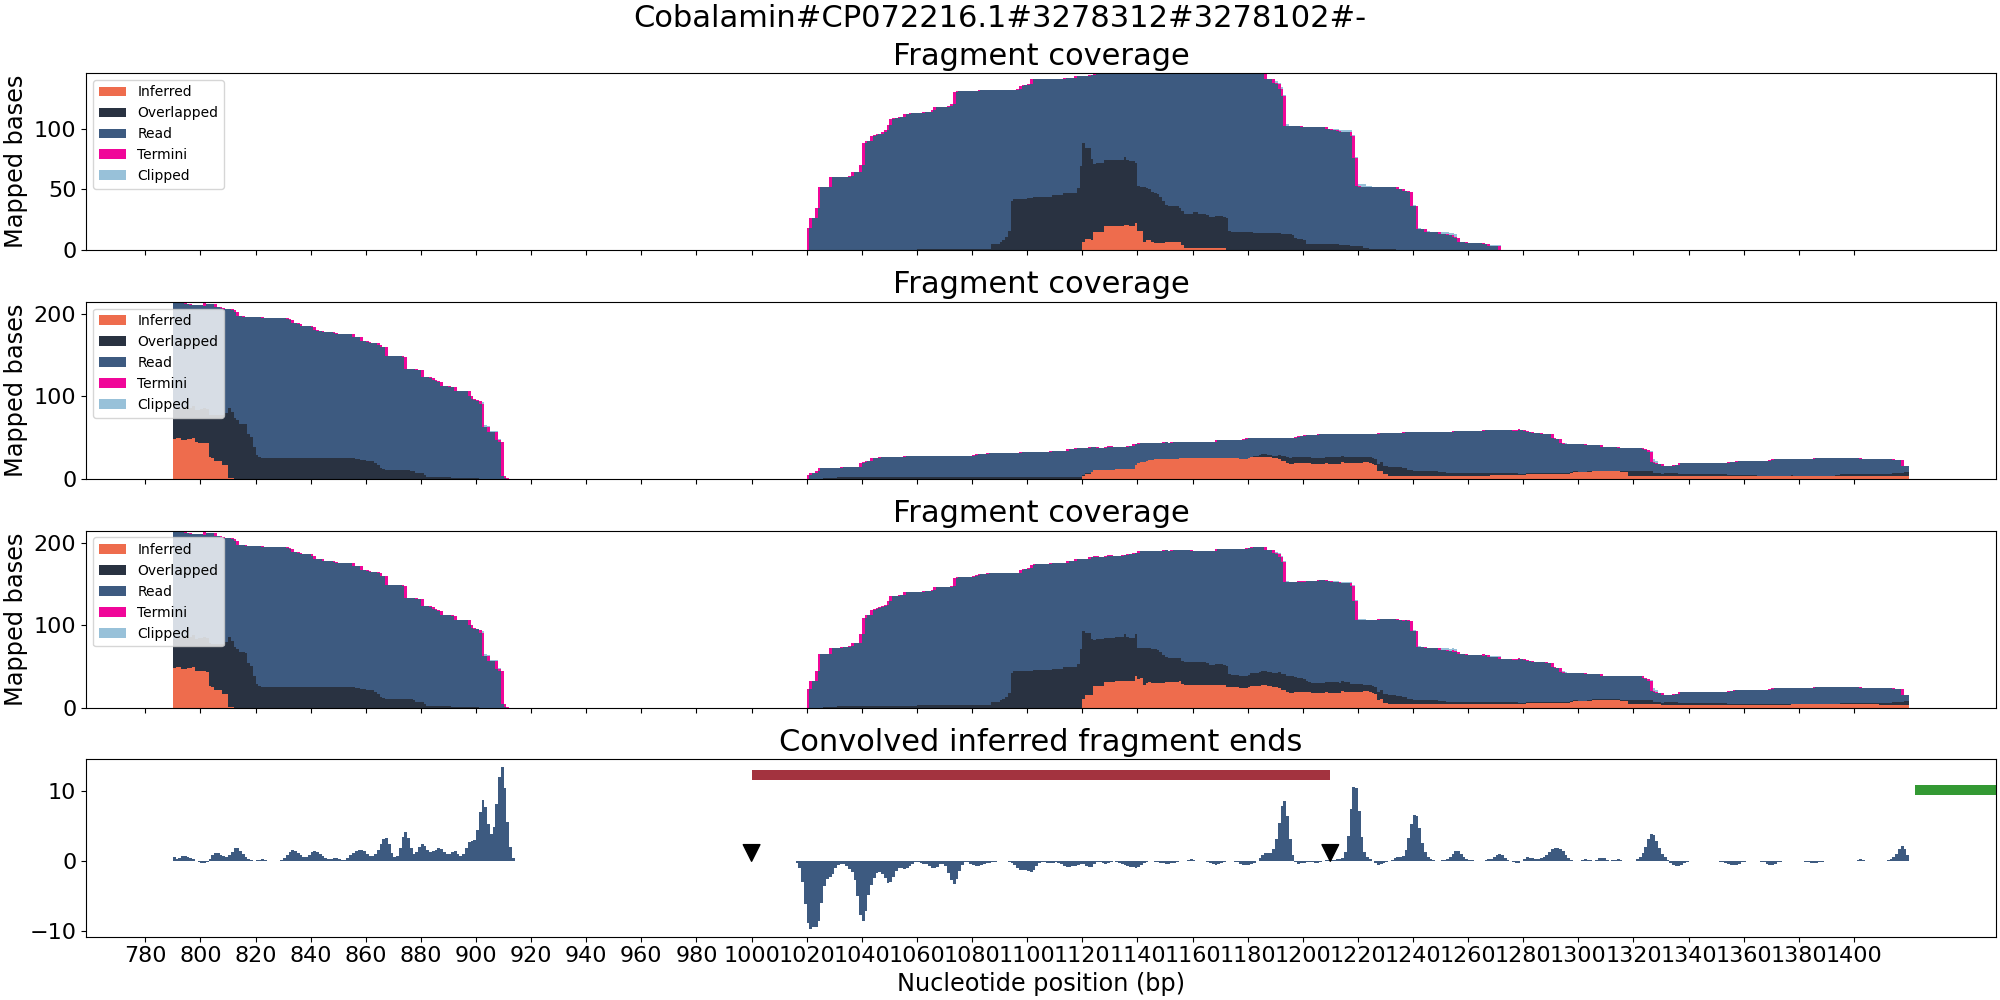 Cobalamin#CP072216.1#3278312#3278102#-
Fragment coverage
Mapped bases
100
50
0
Inferred
Overlapped
Read
Termini
Clipped
Fragment coverage
Mapped bases
200
100
0
Inferred
Overlapped
Read
Termini
Clipped
Fragment coverage
Mapped bases
200
100
0
Inferred
Overlapped
Read
Termini
Clipped
Convolved inferred fragment ends
10
0
−10
780 800 820 840 860 880 900 920 940 960 980 1000 1020 1040 1060 1080 1100 1120 1140 1160 1180 1200 1220 1240 1260 1280 1300 1320 1340 1360 1380 1400
Nucleotide position (bp)